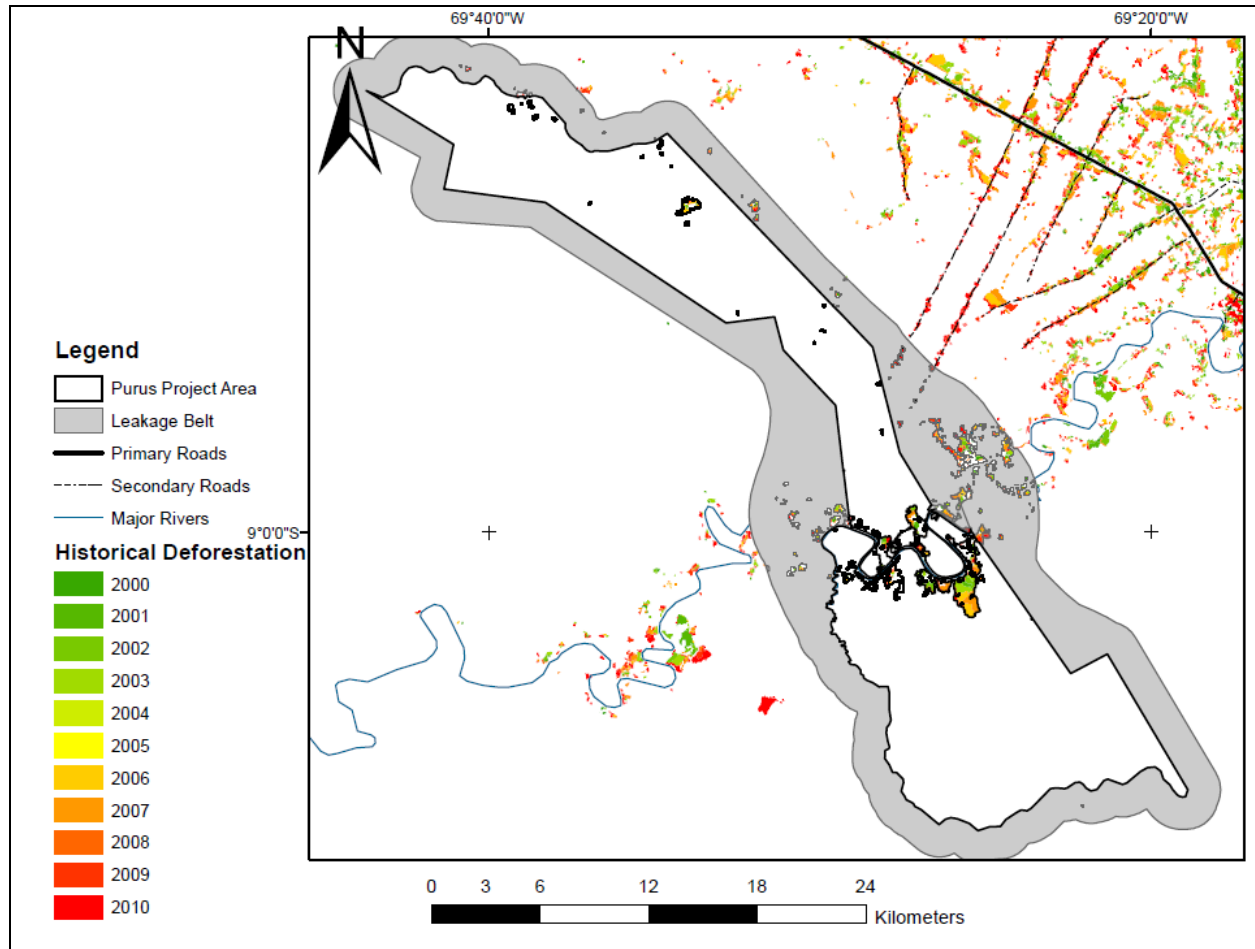 69°40'0"W
69°20'0"W
N
9°0'0"S
Legend
Purus Project Area
Leakage Belt
Primary Roads
Secondary Roads
Major Rivers
Historical Deforestation
2000
2001
2002
2003
2004
2005
2006
2007
2008
2009
2010
0 3 6 12 18 24
Kilometers